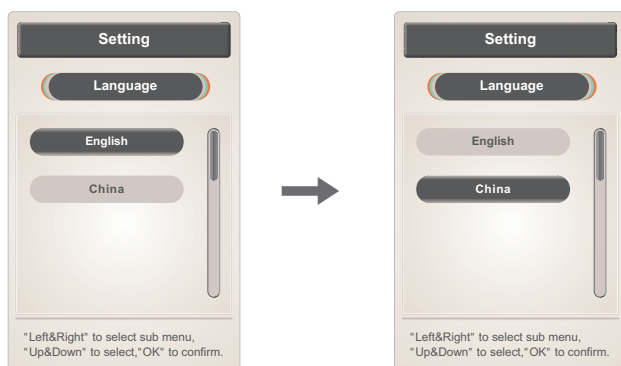 Setting
Language
English
China
"Left&Right" to select sub menu,
"Up&Down" to select,"OK" to confirm.
Setting
Language
English
China
"Left&Right" to select sub menu,
"Up&Down" to select,"OK" to confirm.